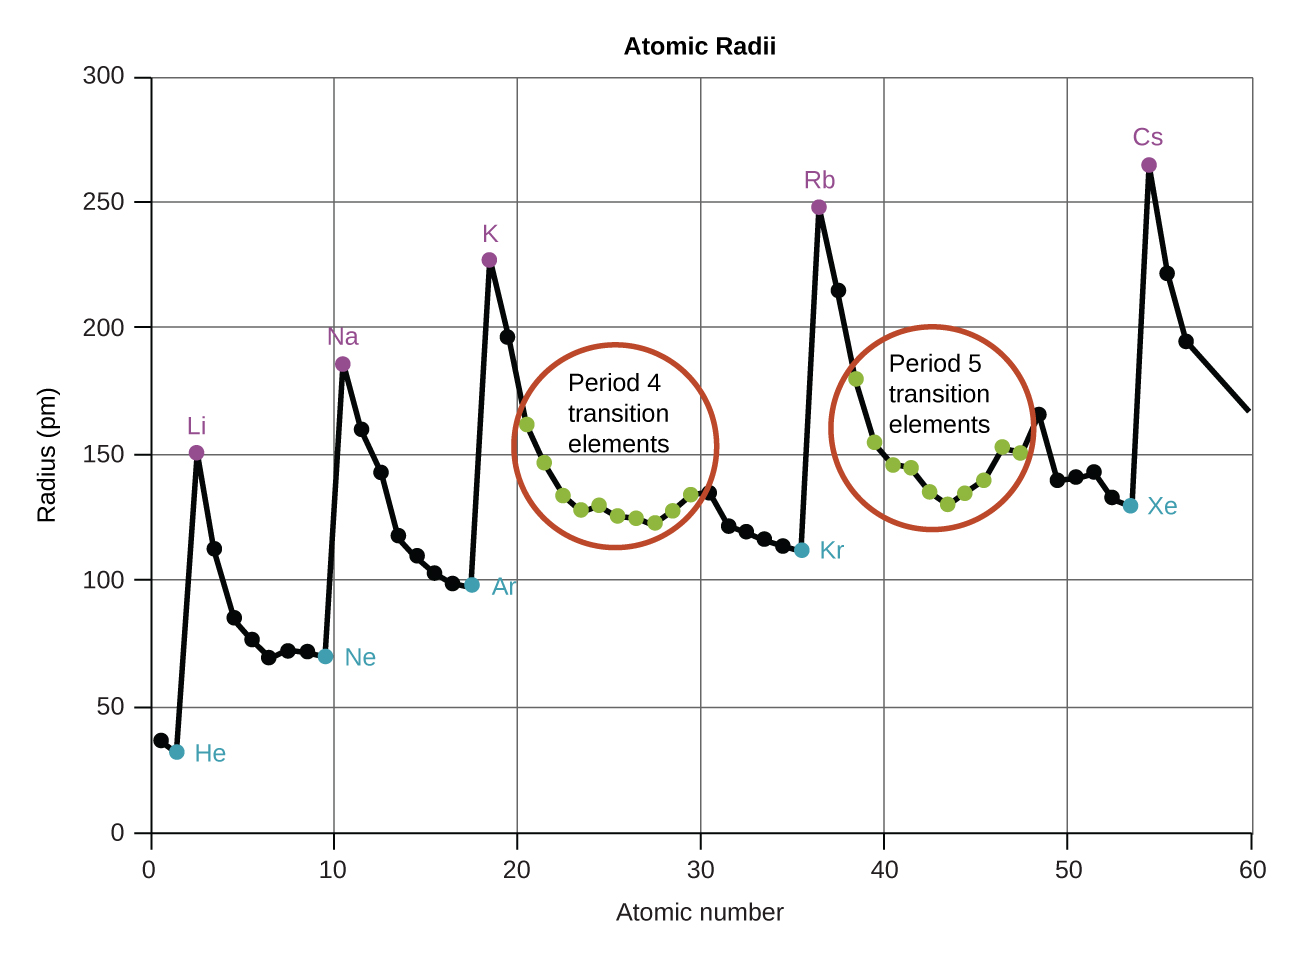 Atomic Radii
300
Cs
250
Rb
K
200
Na
Period 4
transition
elements
Period 5
transition
elements
Li
150
Radius (pm)
Xe
Kr
100
Ar
Ne
50
He
0
0 10 20 30 40 50 60
Atomic number